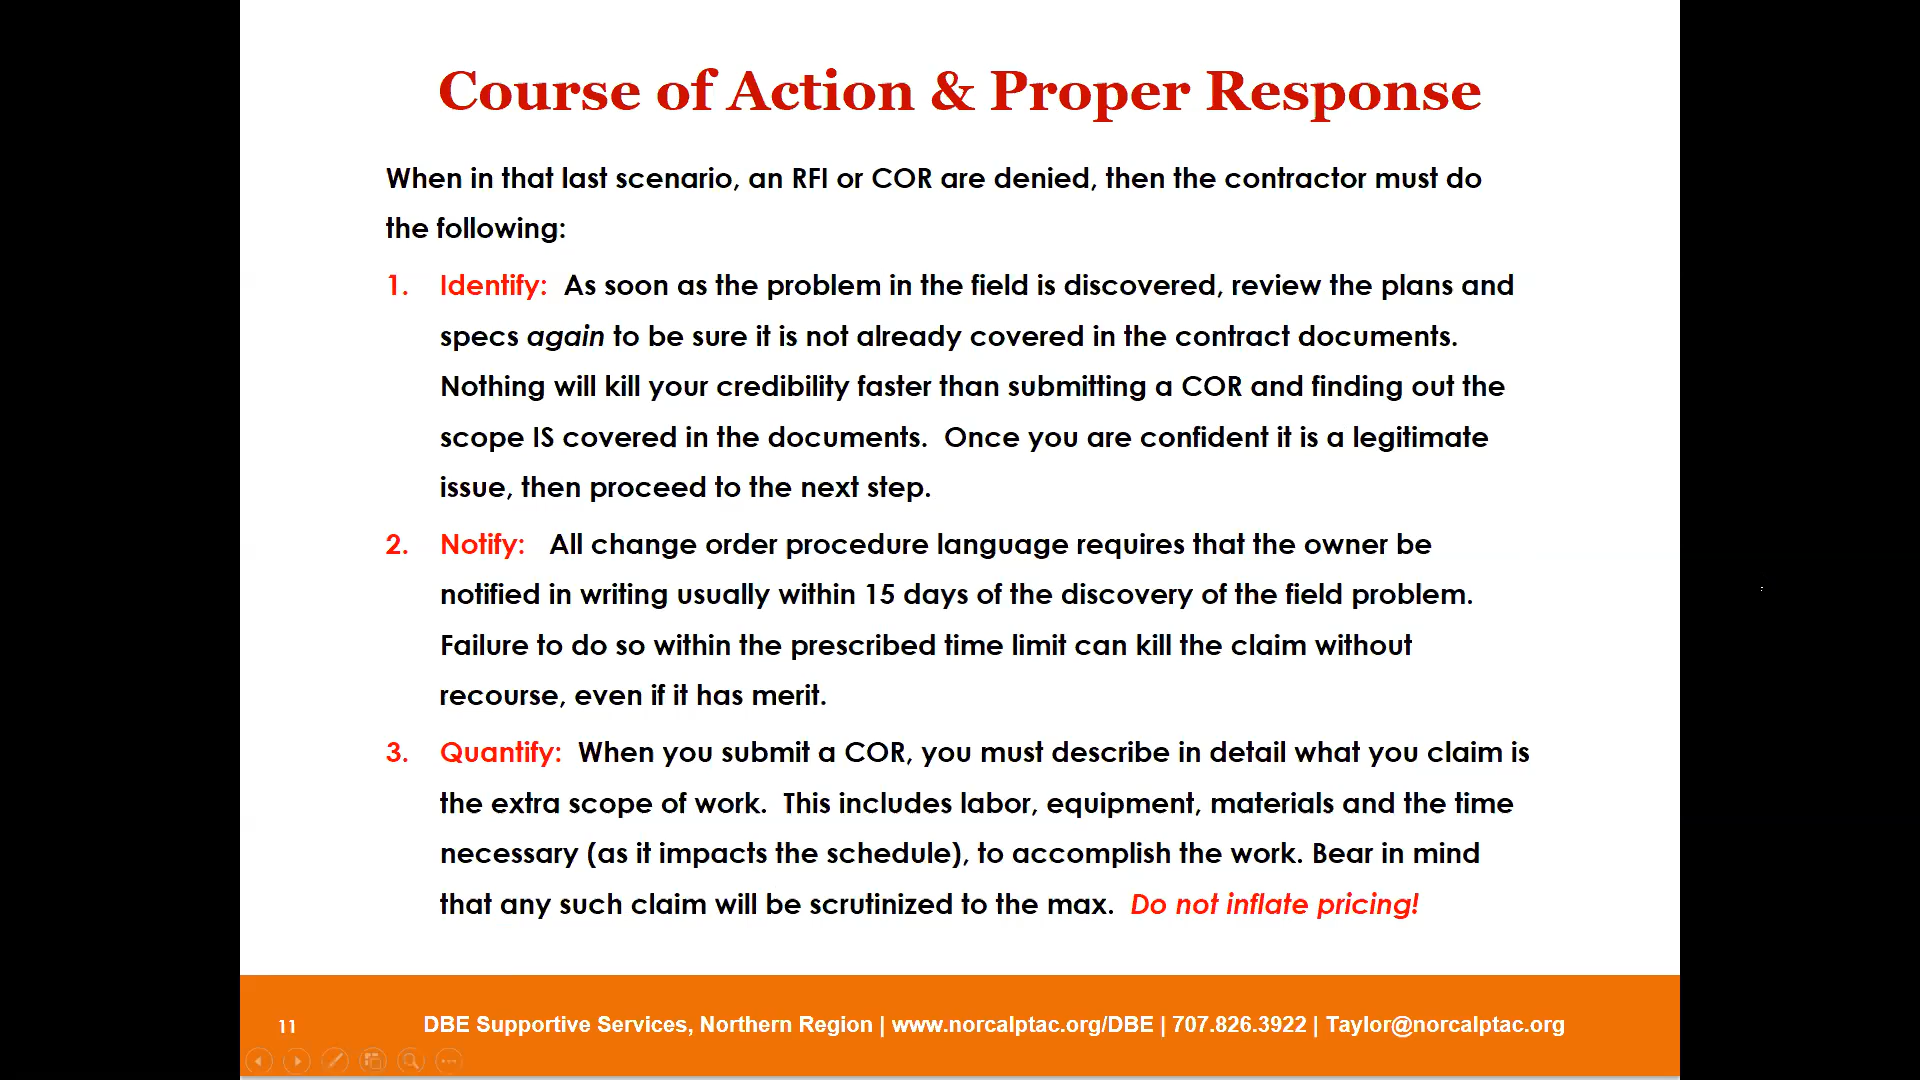 Course of Action & Proper Response
When in that last scenario, an RFI or COR are denied, then the contractor must do
the following:
1. Identify: As soon as the problem in the field is discovered, review the plans and
specs again to be sure it is not already covered in the contract documents.
Nothing will kill your credibility faster than submitting a COR and finding out the
scope IS covered in the documents. Once you are confident it is a legitimate
issue, then proceed to the next step.
2. Notify: All change order procedure language requires that the owner be
notified in writing usually within 15 days of the discovery of the field problem.
Failure to do so within the prescribed time limit can kill the claim without
recourse, even if it has merit.
3. Quantify: When you submit a COR, you must describe in detail what you claim is
the extra scope of work. This includes labor, equipment, materials and the time
necessary (as it impacts the schedule), to accomplish the work. Bear in mind
that any such claim will be scrutinized to the max. Do not inflate pricing!
11 DBE Supportive Services, Northern Region | www.norcalptac.org/DBE | 707.826.3922 | Taylor@norcalptac.org